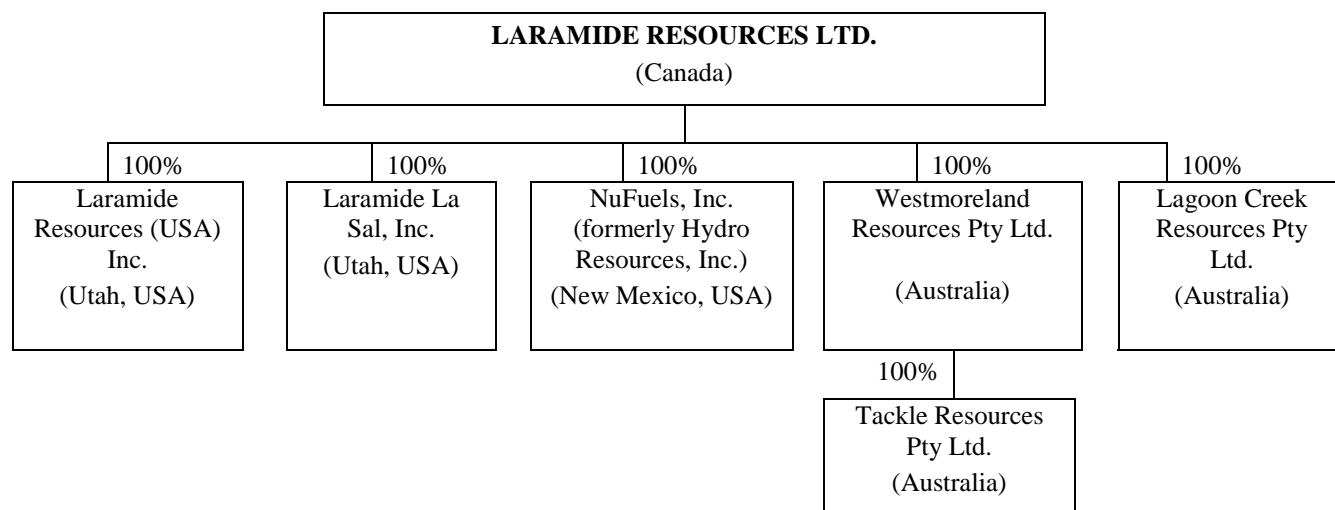 LARAMIDE RESOURCES LTD.
(Canada)
100%
Laramide
Resources (USA)
Inc.
(Utah, USA)
100%
Laramide La
Sal, Inc.
(Utah, USA)
100%
NuFuels, Inc.
(formerly Hydro
Resources, Inc.)
(New Mexico, USA)
100%
Westmoreland
Resources Pty Ltd.
(Australia)
100%
Lagoon Creek
Resources Pty
Ltd.
(Australia)
100%
Tackle Resources
Pty Ltd.
(Australia)